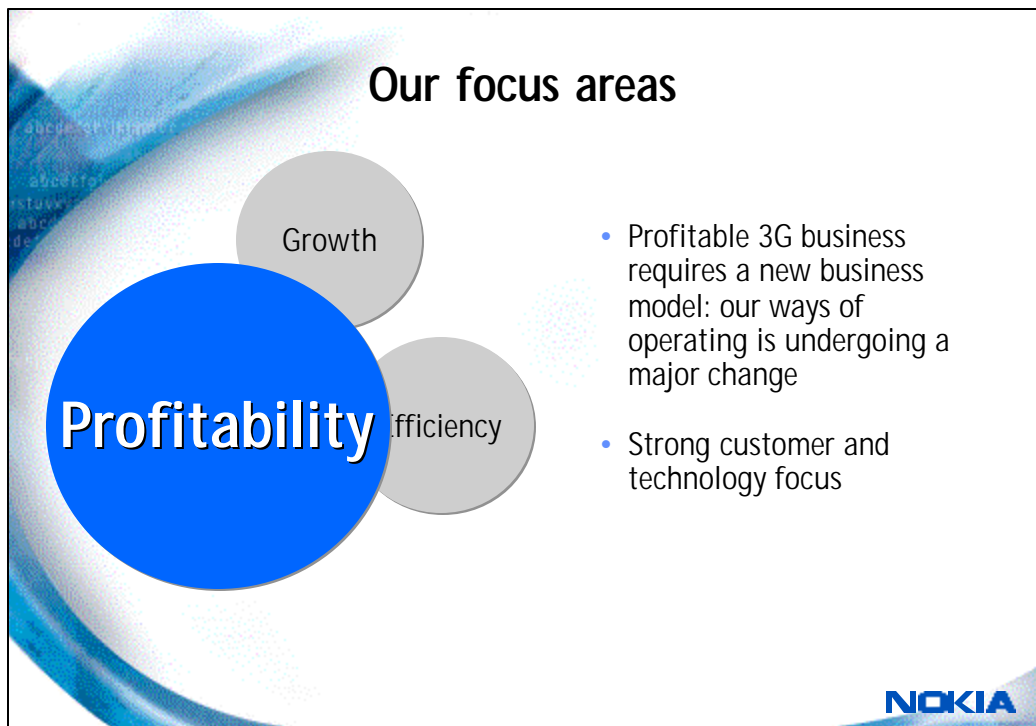 Our focus areas
Growth
Profitability
Efficiency
• Profitable 3G business
requires a new business
model: our ways of
operating is undergoing a
major change
• Strong customer and
technology focus
NOKIA